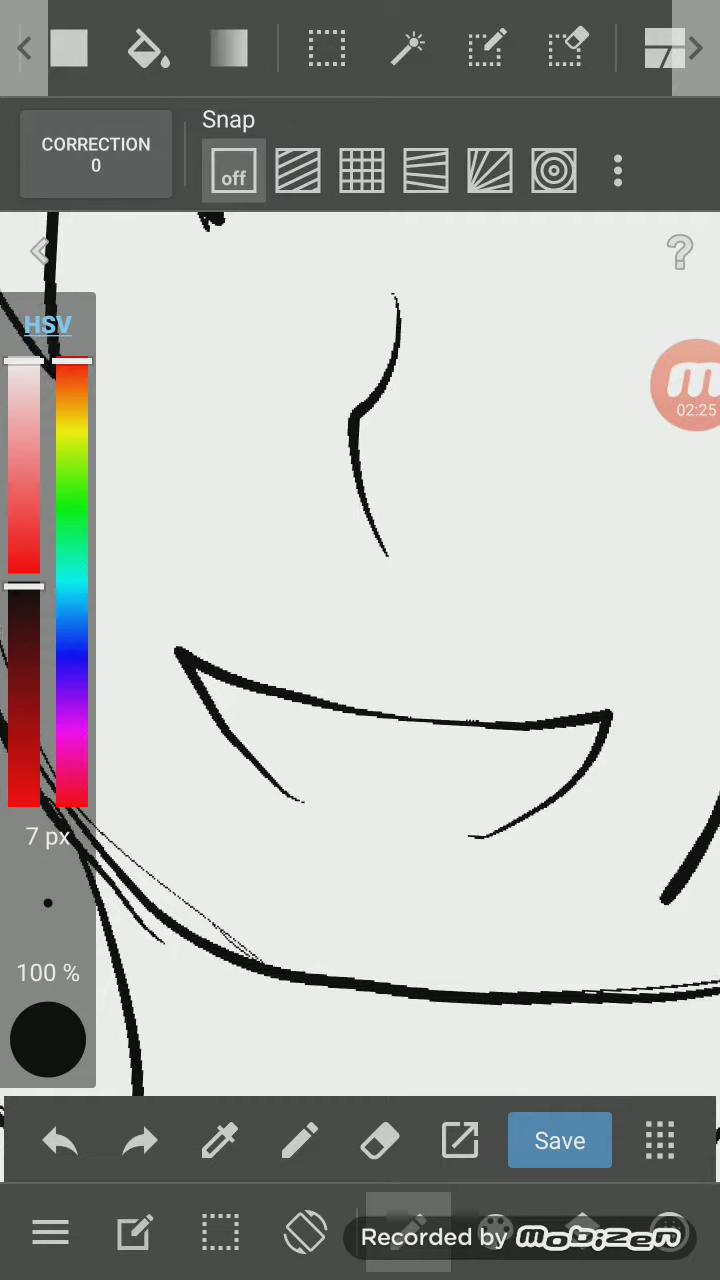 CORRECTION
0
Snap
off
HSV
02:25
7 px
100 %
Save
Recorded by mobizen